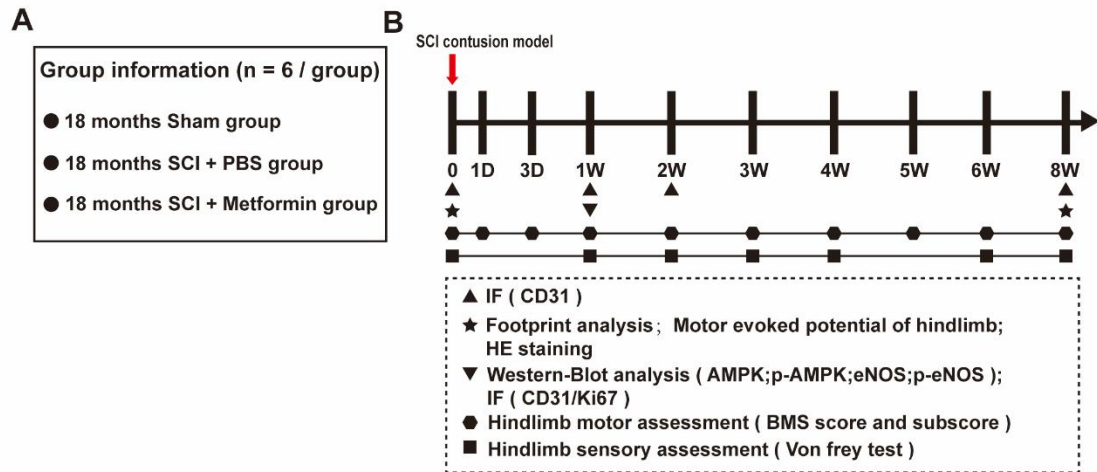 A
Group information (n = 6 / group)
● 18 months Sham group
● 18 months SCI + PBS group
● 18 months SCI + Metformin group
B
SCI contusion model
0 1D 3D 1W 2W 3W 4W 5W 6W 8W
▲ IF ( CD31 )
★ Footprint analysis; Motor evoked potential of hindlimb;
HE staining
▼ Western-Blot analysis ( AMPK;p-AMPK;eNOS;p-eNOS );
IF ( CD31/Ki67 )
⬣ Hindlimb motor assessment ( BMS score and subscore )
■ Hindlimb sensory assessment ( Von frey test )